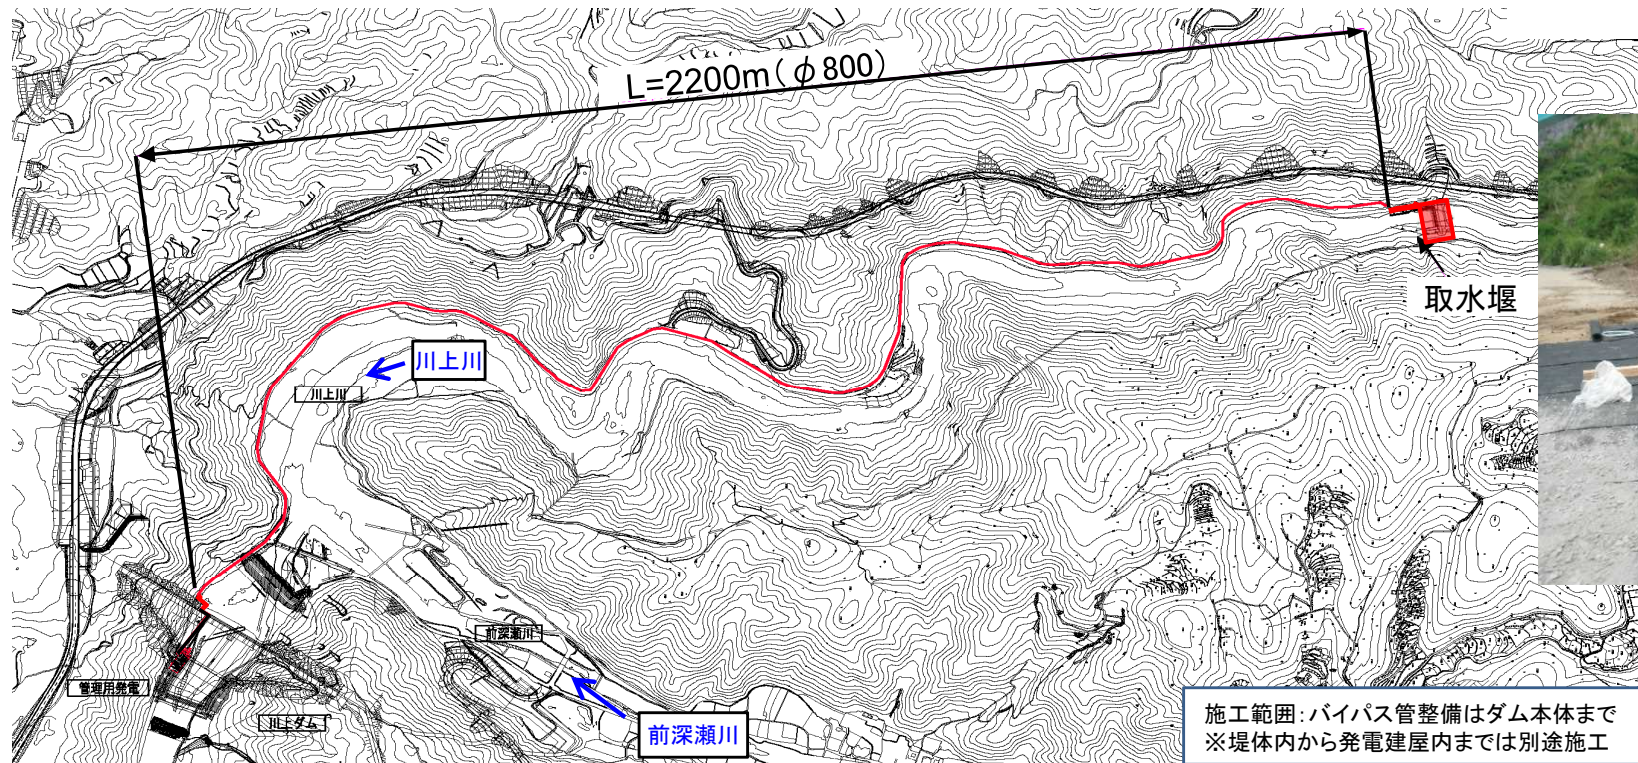 L=2200m(φ800)
取水堰
川上川
川上川
前深瀬川
前深瀬川
管理用発電
川上ダム
施工範囲:バイパス管整備はダム本体まで
※堤体内から発電建屋内までは別途施工